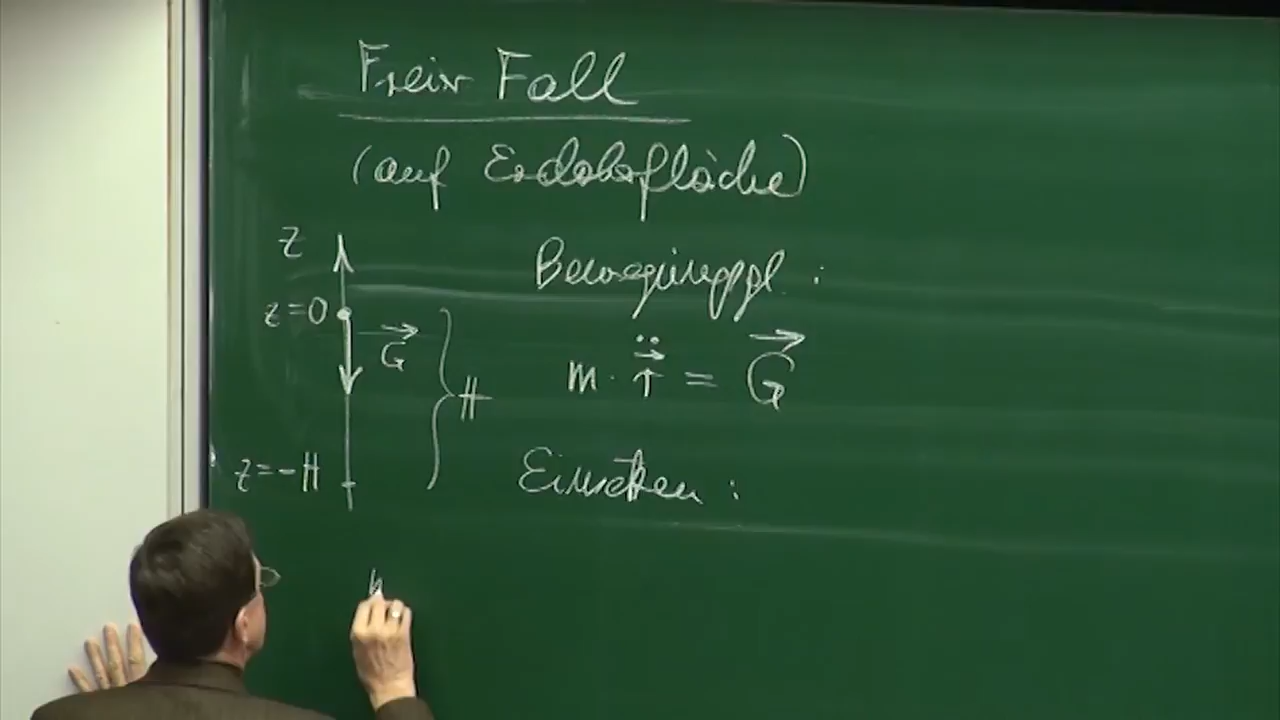 Freier Fall
(auf Erdoberfläche)
z
z=0
G
H
z=-H
Bewegungsgl. :
m · r̈ = G
Einsetzen :